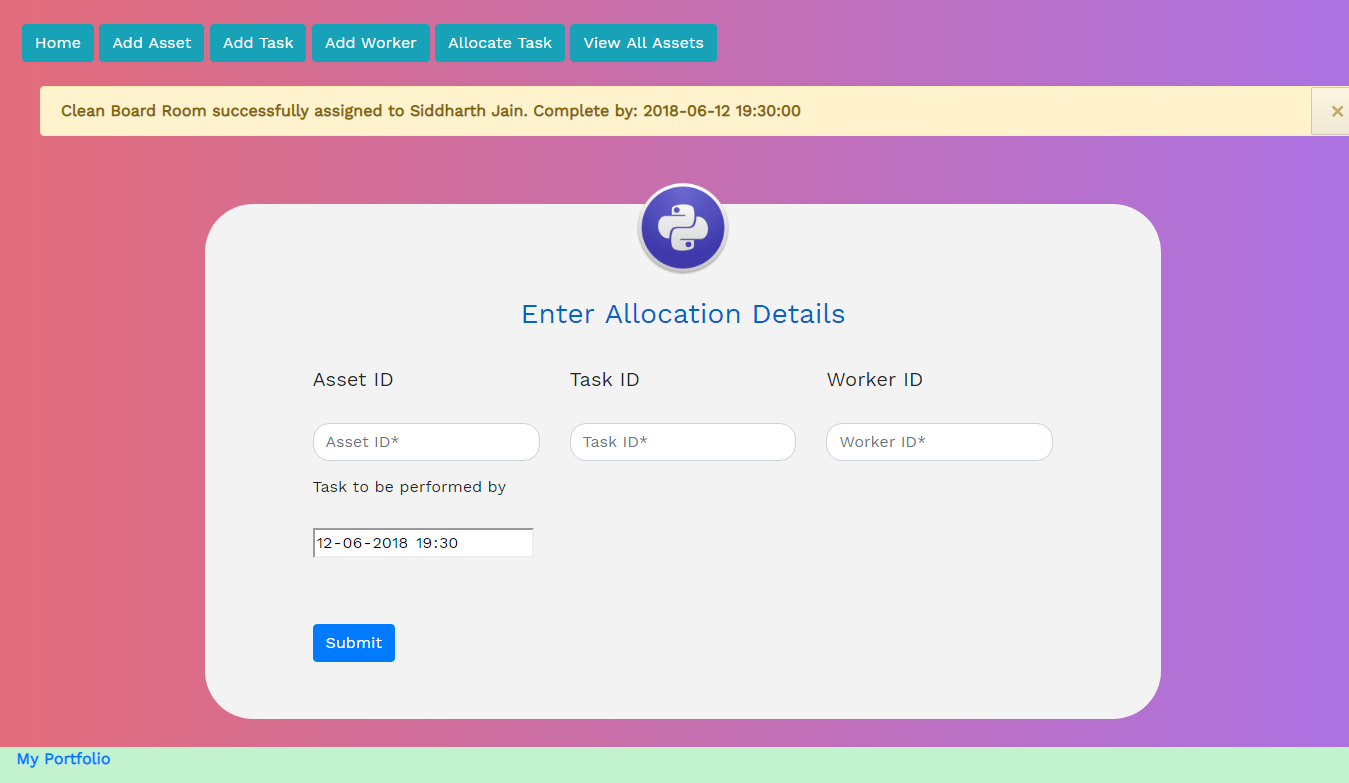 Home Add Asset Add Task Add Worker Allocate Task View All Assets
Clean Board Room successfully assigned to Siddharth Jain. Complete by: 2018-06-12 19:30:00 ×
Enter Allocation Details
Asset ID Task ID Worker ID
Asset ID* Task ID* Worker ID*
Task to be performed by
12-06-2018 19:30
Submit
My Portfolio